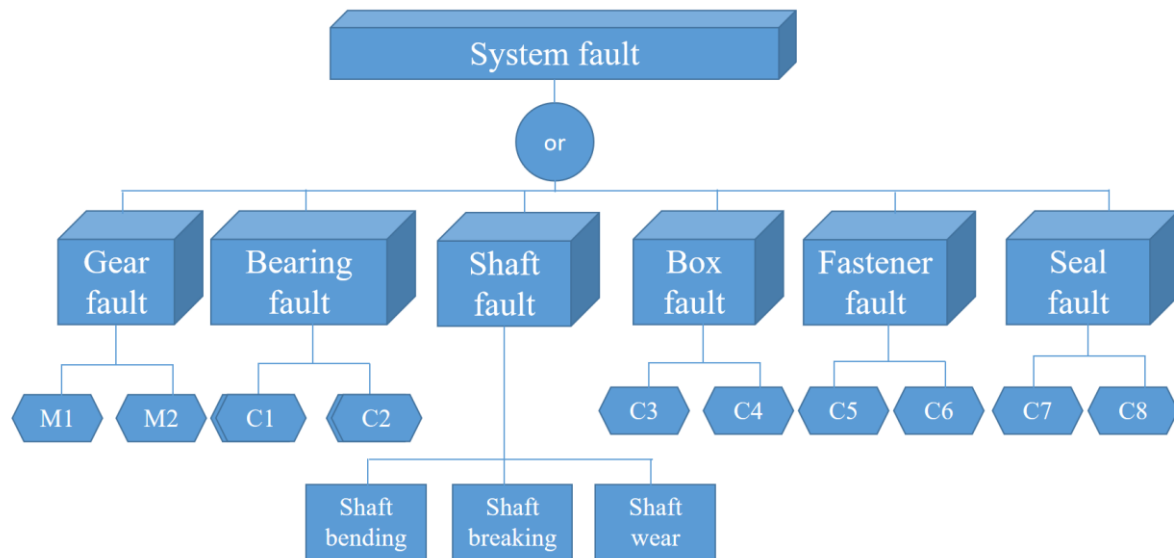 System fault
or
Gear
fault
Bearing
fault
Shaft
fault
Box
fault
Fastener
fault
Seal
fault
M1
M2
C1
C2
C3
C4
C5
C6
C7
C8
Shaft
bending
Shaft
breaking
Shaft
wear